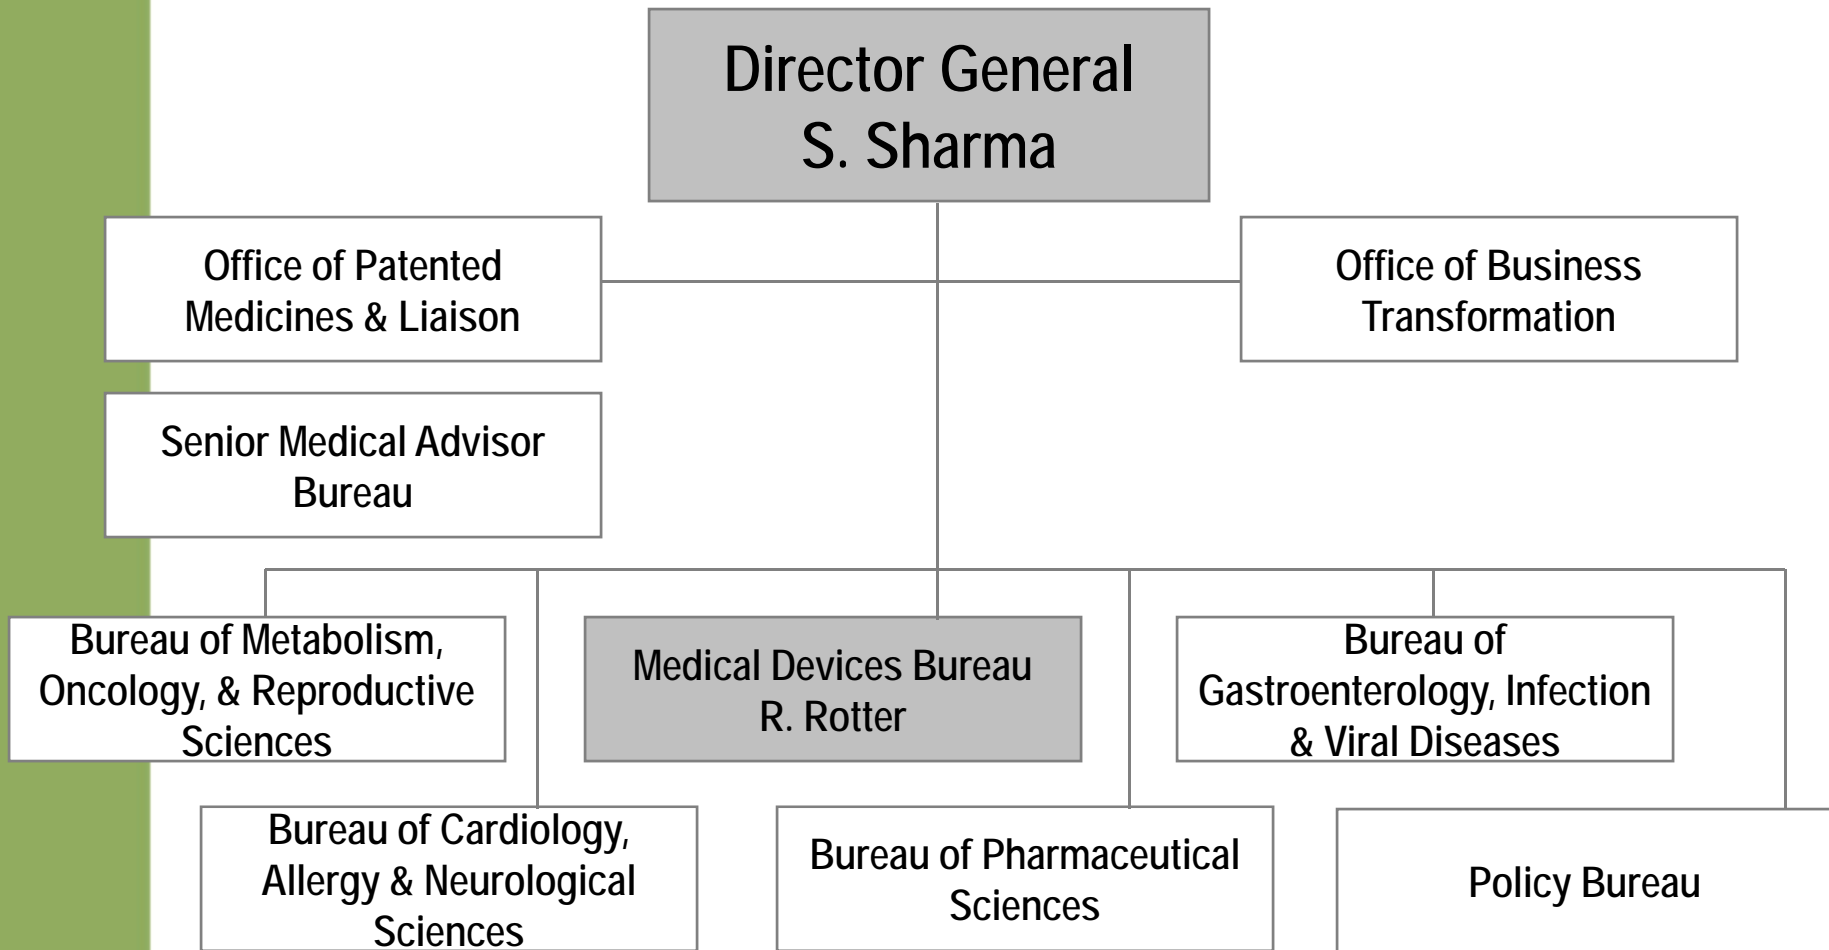 Director General
S. Sharma
Office of Patented
Medicines & Liaison
Office of Business
Transformation
Senior Medical Advisor
Bureau
Bureau of Metabolism,
Oncology, & Reproductive
Sciences
Medical Devices Bureau
R. Rotter
Bureau of
Gastroenterology, Infection
& Viral Diseases
Bureau of Cardiology,
Allergy & Neurological
Sciences
Bureau of Pharmaceutical
Sciences
Policy Bureau